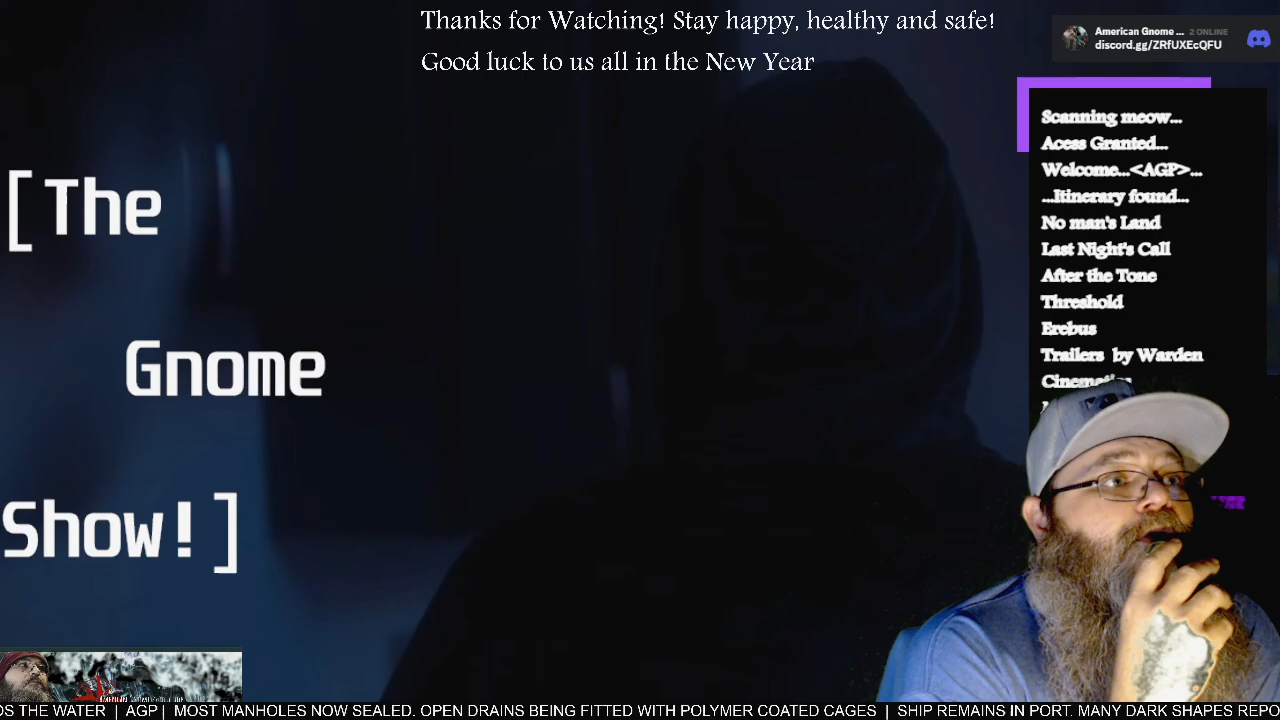 Thanks for Watching! Stay happy, healthy and safe!
Good luck to us all in the New Year
American Gnome ... 2 ONLINE
discord.gg/ZRfUXEcQFU
Scanning meow...
Acess Granted...
Welcome...<AGP>...
...Itinerary found...
No man's Land
Last Night's Call
After the Tone
Threshold
Erebus
Trailers by Warden
Cinematics
[The
Gnome
Show!]
THE WATER | AGP | MOST MANHOLES NOW SEALED. OPEN DRAINS BEING FITTED WITH POLYMER COATED CAGES | SHIP REMAINS IN PORT. MANY DARK SHAPES